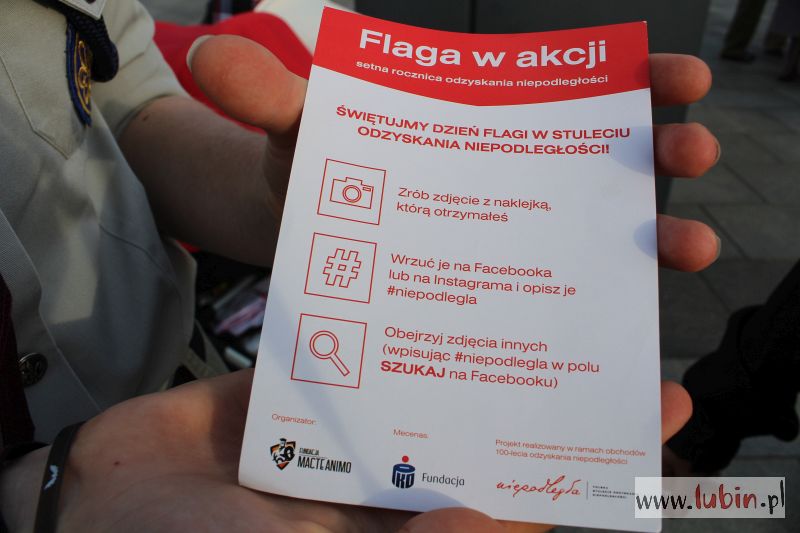 Flaga w akcji
setna rocznica odzyskania niepodległości
ŚWIĘTUJMY DZIEŃ FLAGI W STULECIU
ODZYSKANIA NIEPODLEGŁOŚCI!
Zrób zdjęcie z naklejką,
którą otrzymałeś
#
Wrzuć je na Facebooka
lub na Instagrama i opisz je
#niepodlegla
Obejrzyj zdjęcia innych
(wpisując #niepodlegla w polu
SZUKAJ na Facebooku)
Organizator:
FUNDACJA
MACTE ANIMO
Mecenas:
PKO
Fundacja
Projekt realizowany w ramach obchodów
100-lecia odzyskania niepodległości
niepodległa
www.lubin.pl